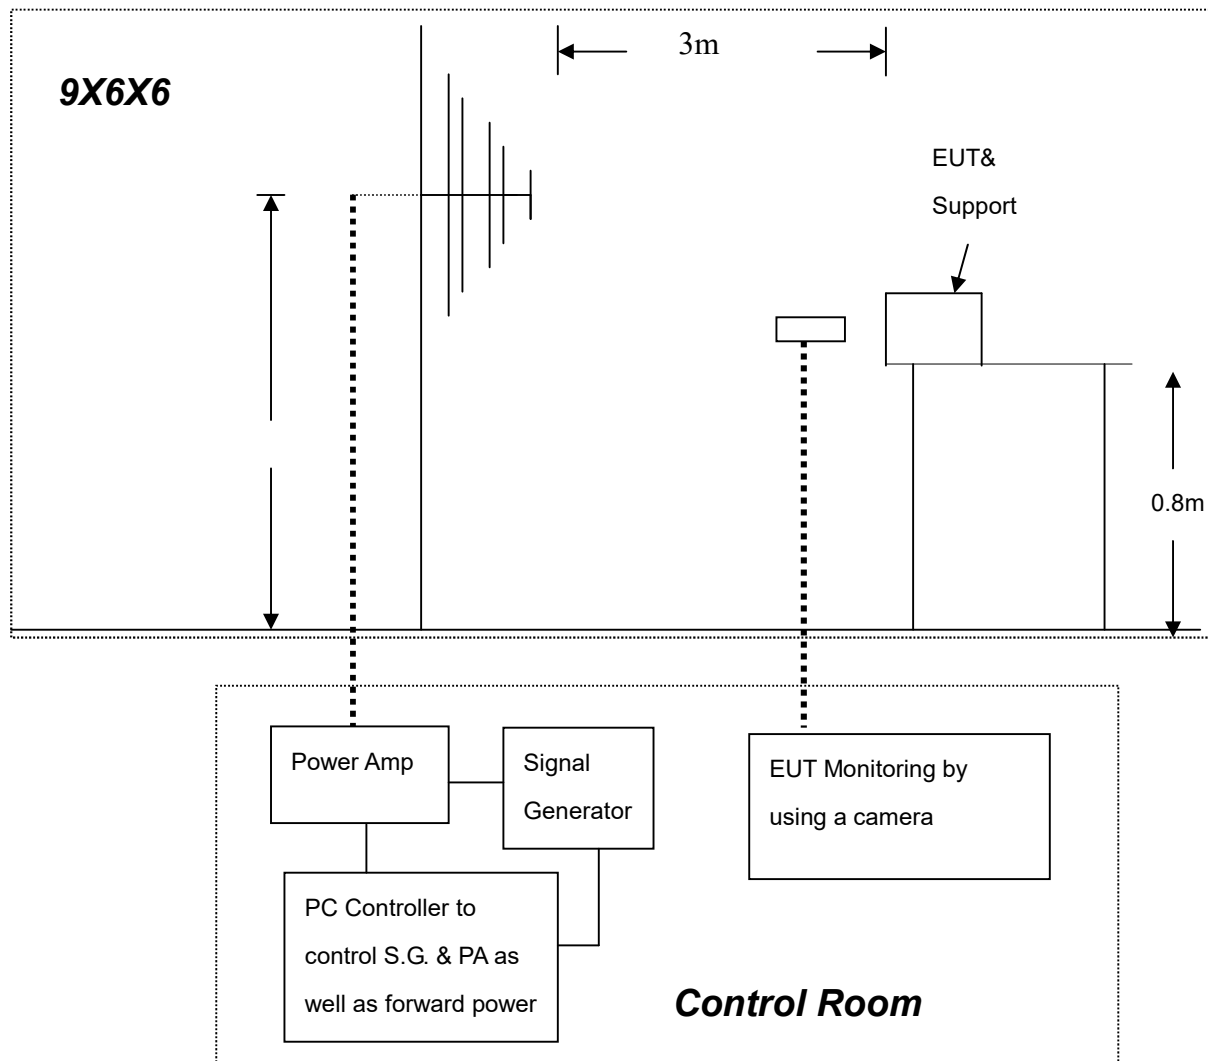 3m
9X6X6
EUT&
Support
0.8m
Power Amp
Signal
Generator
EUT Monitoring by
using a camera
PC Controller to
control S.G. & PA as
well as forward power
Control Room